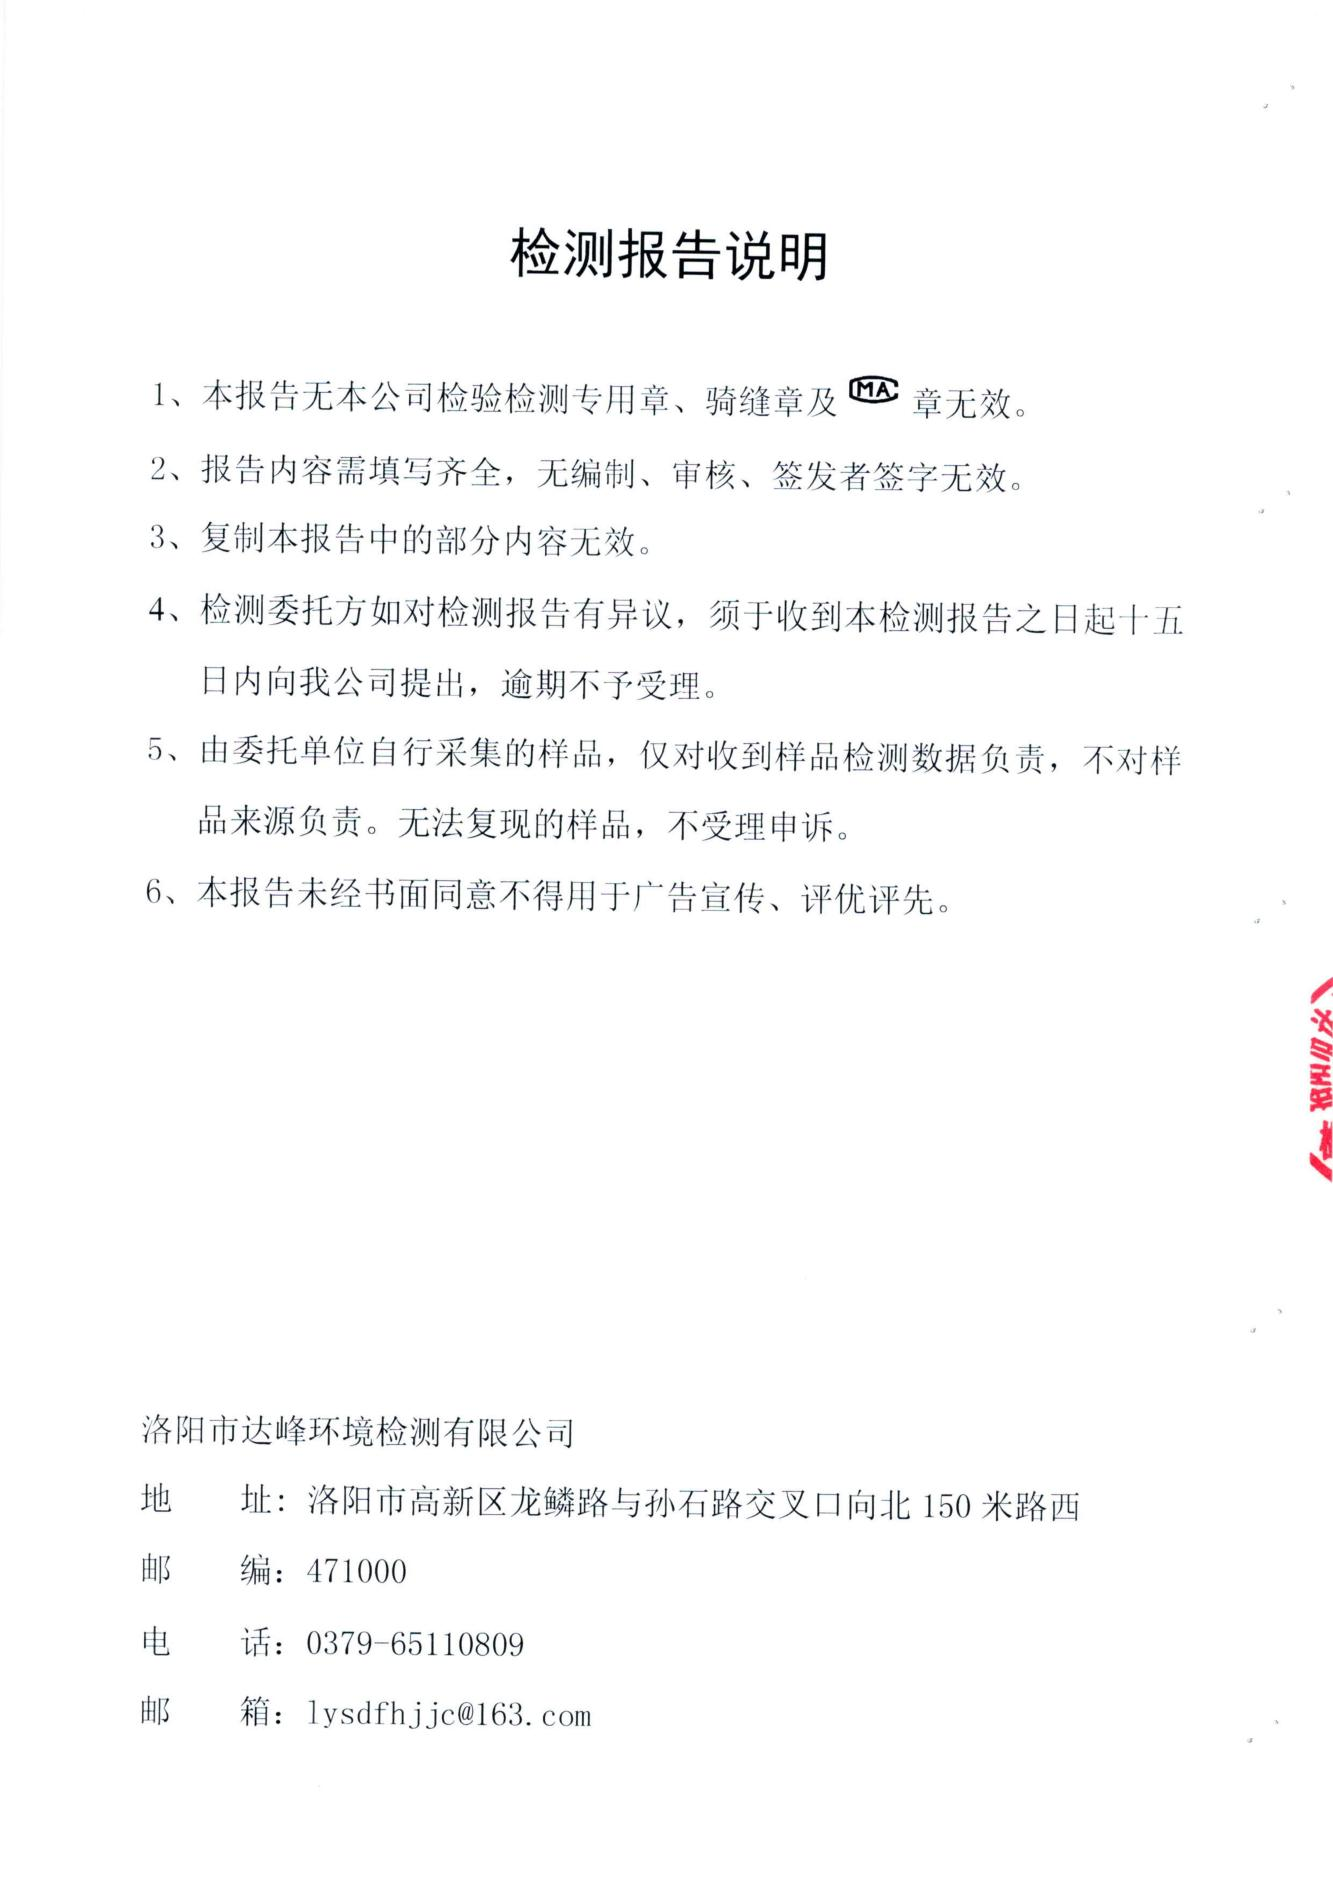 检测报告说明
1、本报告无本公司检验检测专用章、骑缝章及 MA 章无效。
2、报告内容需填写齐全，无编制、审核、签发者签字无效。
3、复制本报告中的部分内容无效。
4、检测委托方如对检测报告有异议，须于收到本检测报告之日起十五
日内向我公司提出，逾期不予受理。
5、由委托单位自行采集的样品，仅对收到样品检测数据负责，不对样
品来源负责。无法复现的样品，不受理申诉。
6、本报告未经书面同意不得用于广告宣传、评优评先。
洛阳市达峰环境检测有限公司
地 址: 洛阳市高新区龙鳞路与孙石路交叉口向北 150 米路西
邮 编: 471000
电 话: 0379-65110809
邮 箱: lysdfhjjc@163.com